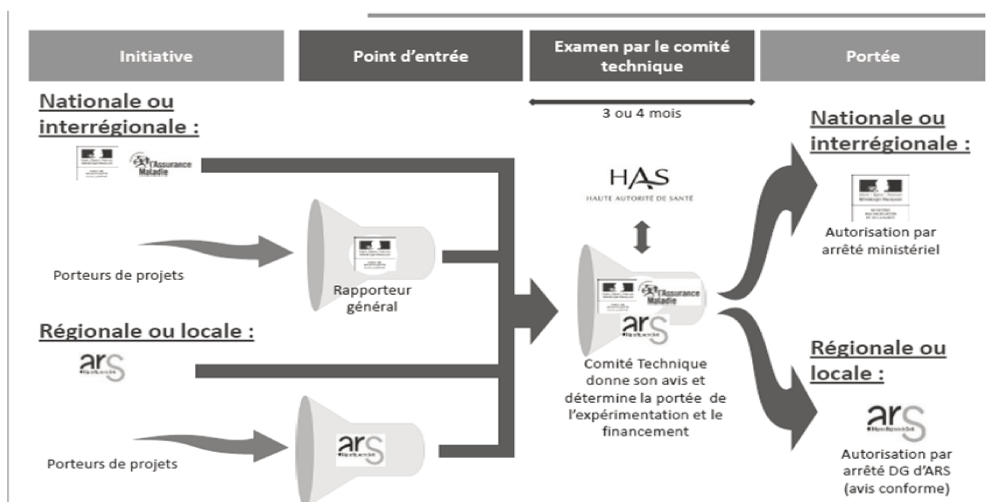 Initiative
Point d'entrée
Examen par le comité
technique
Portée
Nationale ou
interrégionale :
l'Assurance
Maladie
Porteurs de projets
Rapporteur
général
Régionale ou locale :
ars
Porteurs de projets
ars
3 ou 4 mois
HAS
HAUTE AUTORITÉ DE SANTÉ
l'Assurance
Maladie
ars
Comité Technique
donne son avis et
détermine la portée de
l'expérimentation et le
financement
Nationale ou
interrégionale :
Autorisation par
arrêté ministériel
Régionale ou
locale :
ars
Autorisation par
arrêté DG d'ARS
(avis conforme)